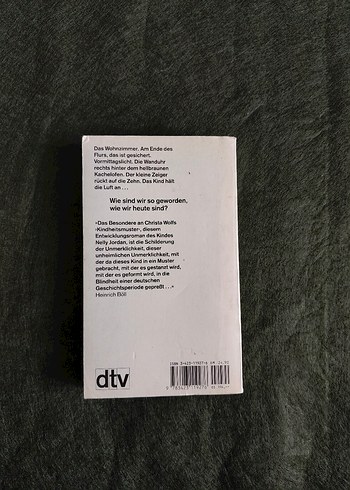 Das Wohnzimmer. Am Ende des
Flurs, das ist gesichert.
Vormittagslicht. Die Wanduhr
rechts hinter dem hellbraunen
Kachelofen. Der kleine Zeiger
rückt auf die Zehn. Das Kind hält
die Luft an ...
Wie sind wir so geworden,
wie wir heute sind?
»Das Besondere an Christa Wolfs
›Kindheitsmuster‹, diesem
Entwicklungsroman des Kindes
Nelly Jordan, ist die Schilderung
der Unmerklichkeit, dieser
unheimlichen Unmerklichkeit, mit
der da dieses Kind in ein Muster
gebracht, mit der es gestanzt wird,
mit der es geformt wird, in die
Blindheit einer deutschen
Geschichtsperiode gepreßt ...«
Heinrich Böll
ISBN
dtv